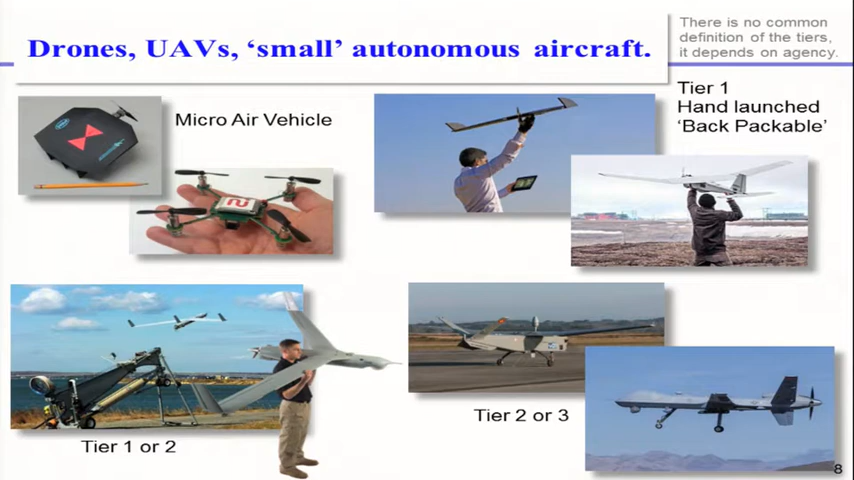 Drones, UAVs, ‘small’ autonomous aircraft.
There is no common
definition of the tiers,
it depends on agency.
Micro Air Vehicle
Tier 1
Hand launched
‘Back Packable’
2
Tier 1 or 2
Tier 2 or 3
8